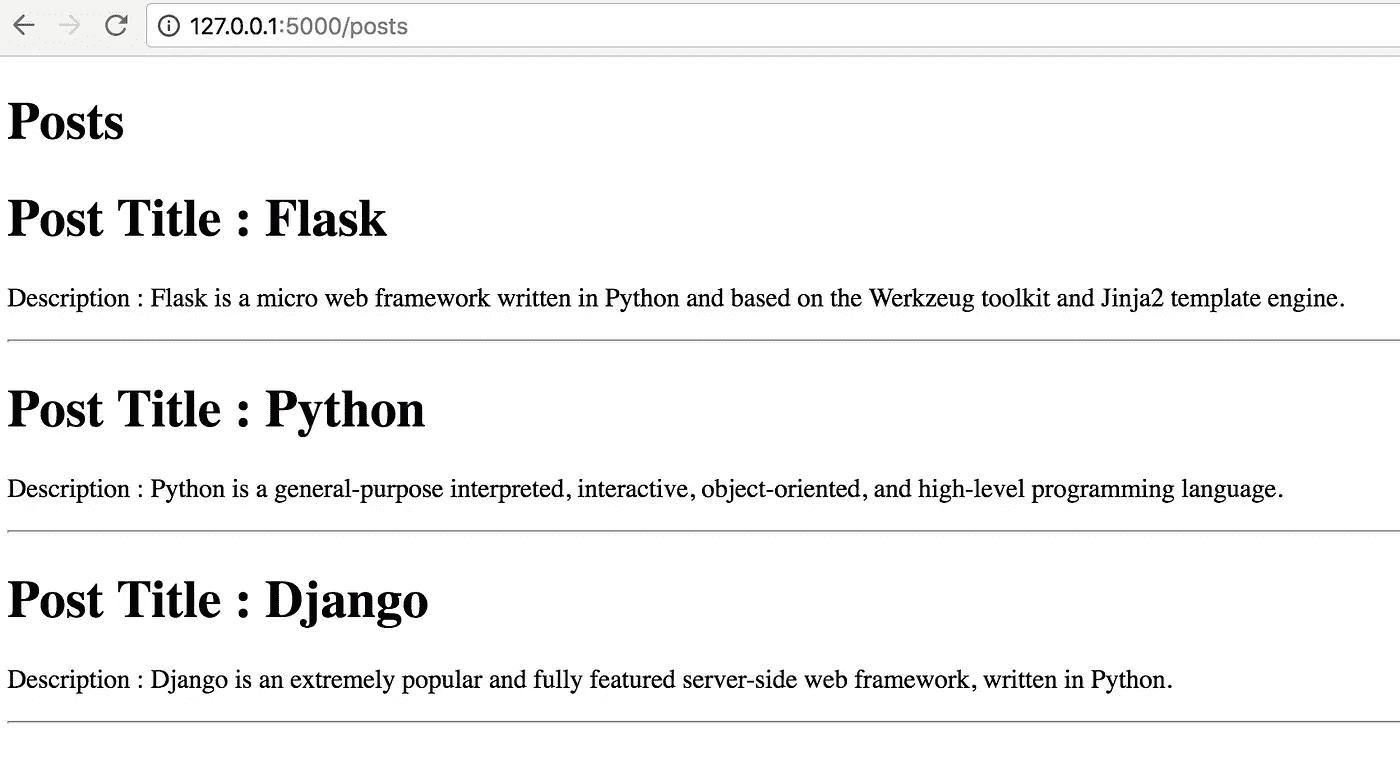 127.0.0.1:5000/posts
Posts
Post Title : Flask
Description : Flask is a micro web framework written in Python and based on the Werkzeug toolkit and Jinja2 template engine.
Post Title : Python
Description : Python is a general-purpose interpreted, interactive, object-oriented, and high-level programming language.
Post Title : Django
Description : Django is an extremely popular and fully featured server-side web framework, written in Python.